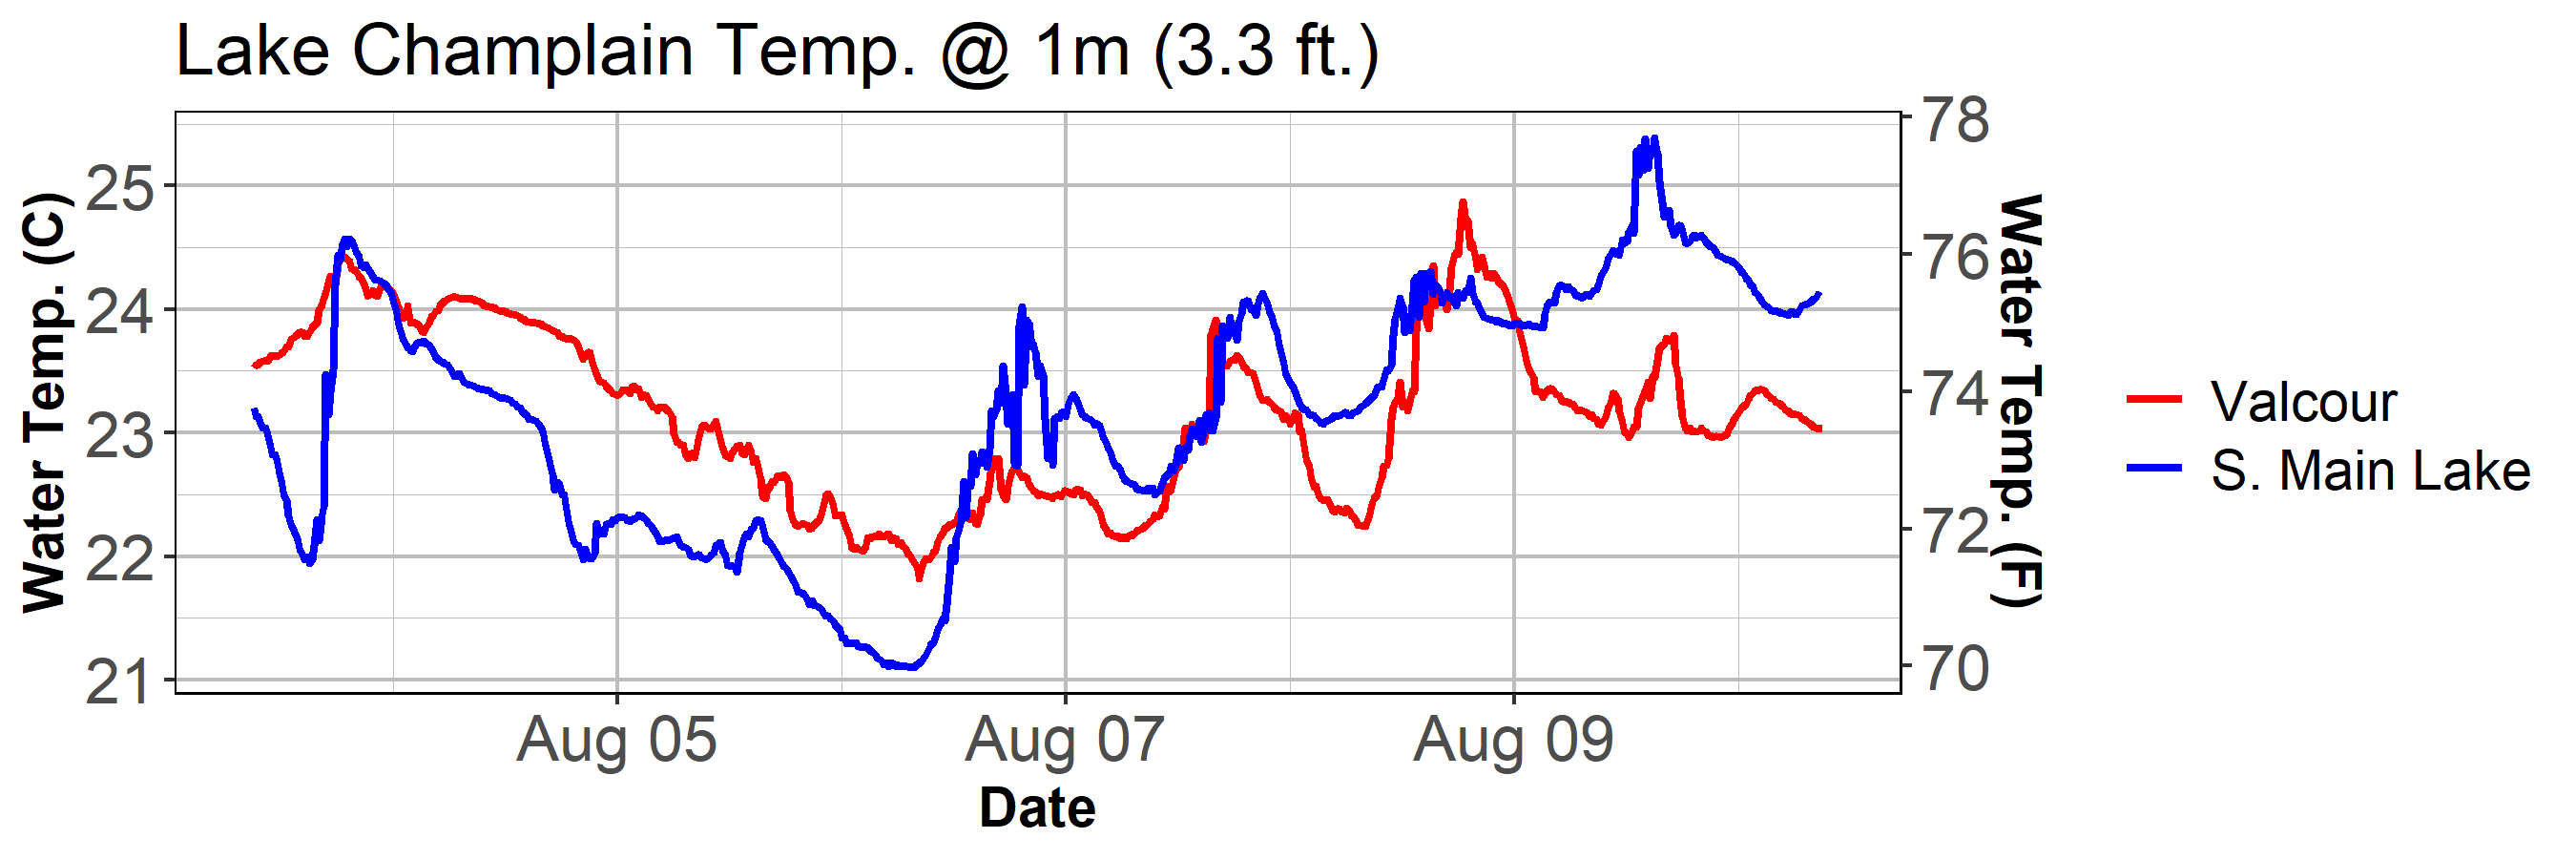 Lake Champlain Temp. @ 1m (3.3 ft.)
Water Temp. (C)
25
24
23
22
21
78
76
74
72
70
Water Temp. (F)
Aug 05
Aug 07
Aug 09
Date
Valcour
S. Main Lake